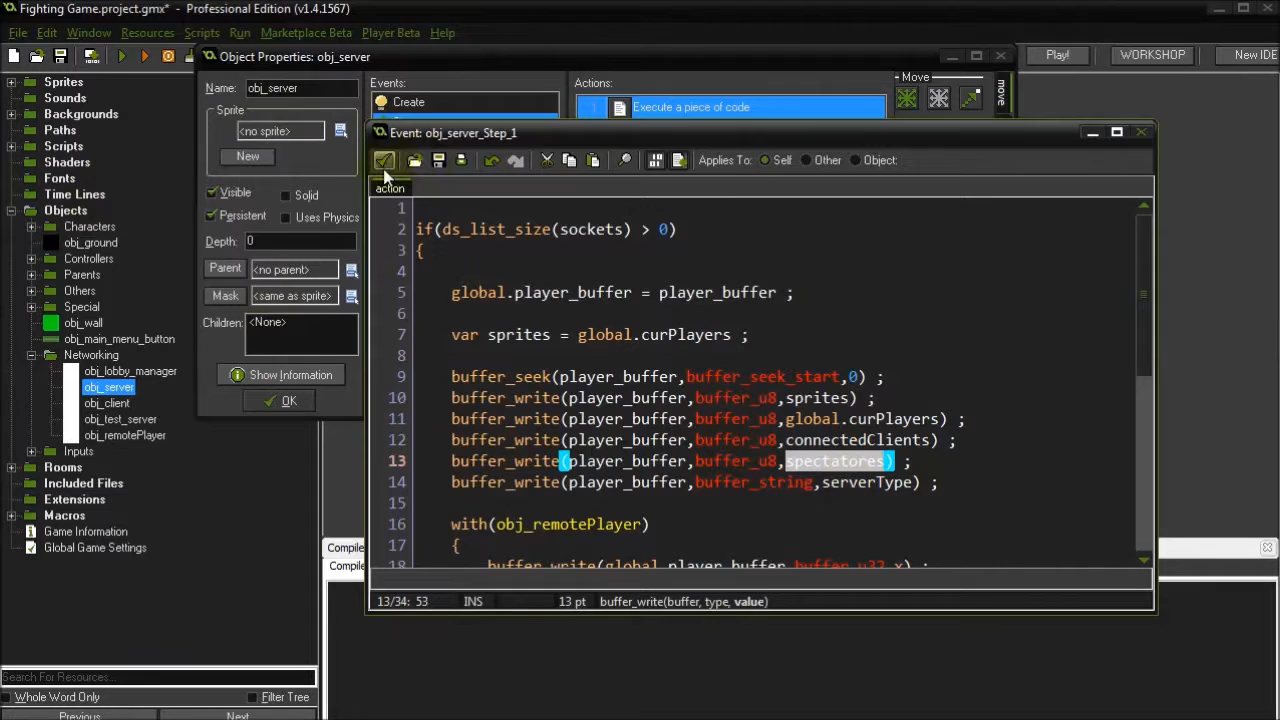 Fighting Game.project.gmx* - Professional Edition (v1.4.1567)
File Edit Window Resources Scripts Run Marketplace Beta Player Beta Help
Play! WORKSHOP New IDE
Sprites
Sounds
Backgrounds
Paths
Scripts
Shaders
Fonts
Time Lines
Objects
Characters
obj_ground
Controllers
Parents
Others
Special
obj_wall
obj_main_menu_button
Networking
obj_lobby_manager
obj_server
obj_client
obj_test_server
obj_remotePlayer
Inputs
Rooms
Included Files
Extensions
Macros
Game Information
Global Game Settings
Search For Resources...
Whole Word Only Filter Tree
Previous Next
Object Properties: obj_server
Name: obj_server
Sprite
<no sprite>
New
Visible Solid
Persistent Uses Physics
Depth: 0
Parent <no parent>
Mask <same as sprite>
Children: <None>
Show Information
OK
Events:
Create
Actions:
1 Execute a piece of code
Move
move
Compile
Compile
Event: obj_server_Step_1
Applies To: Self Other Object:
action
1
2 if(ds_list_size(sockets) > 0)
3 {
4
5 global.player_buffer = player_buffer ;
6
7 var sprites = global.curPlayers ;
8
9 buffer_seek(player_buffer,buffer_seek_start,0) ;
10 buffer_write(player_buffer,buffer_u8,sprites) ;
11 buffer_write(player_buffer,buffer_u8,global.curPlayers) ;
12 buffer_write(player_buffer,buffer_u8,connectedClients) ;
13 buffer_write(player_buffer,buffer_u8,spectatores) ;
14 buffer_write(player_buffer,buffer_string,serverType) ;
15
16 with(obj_remotePlayer)
17 {
18 buffer_write(global.player_buffer,buffer_u32,x) ;
13/34: 53 INS 13 pt buffer_write(buffer, type, value)